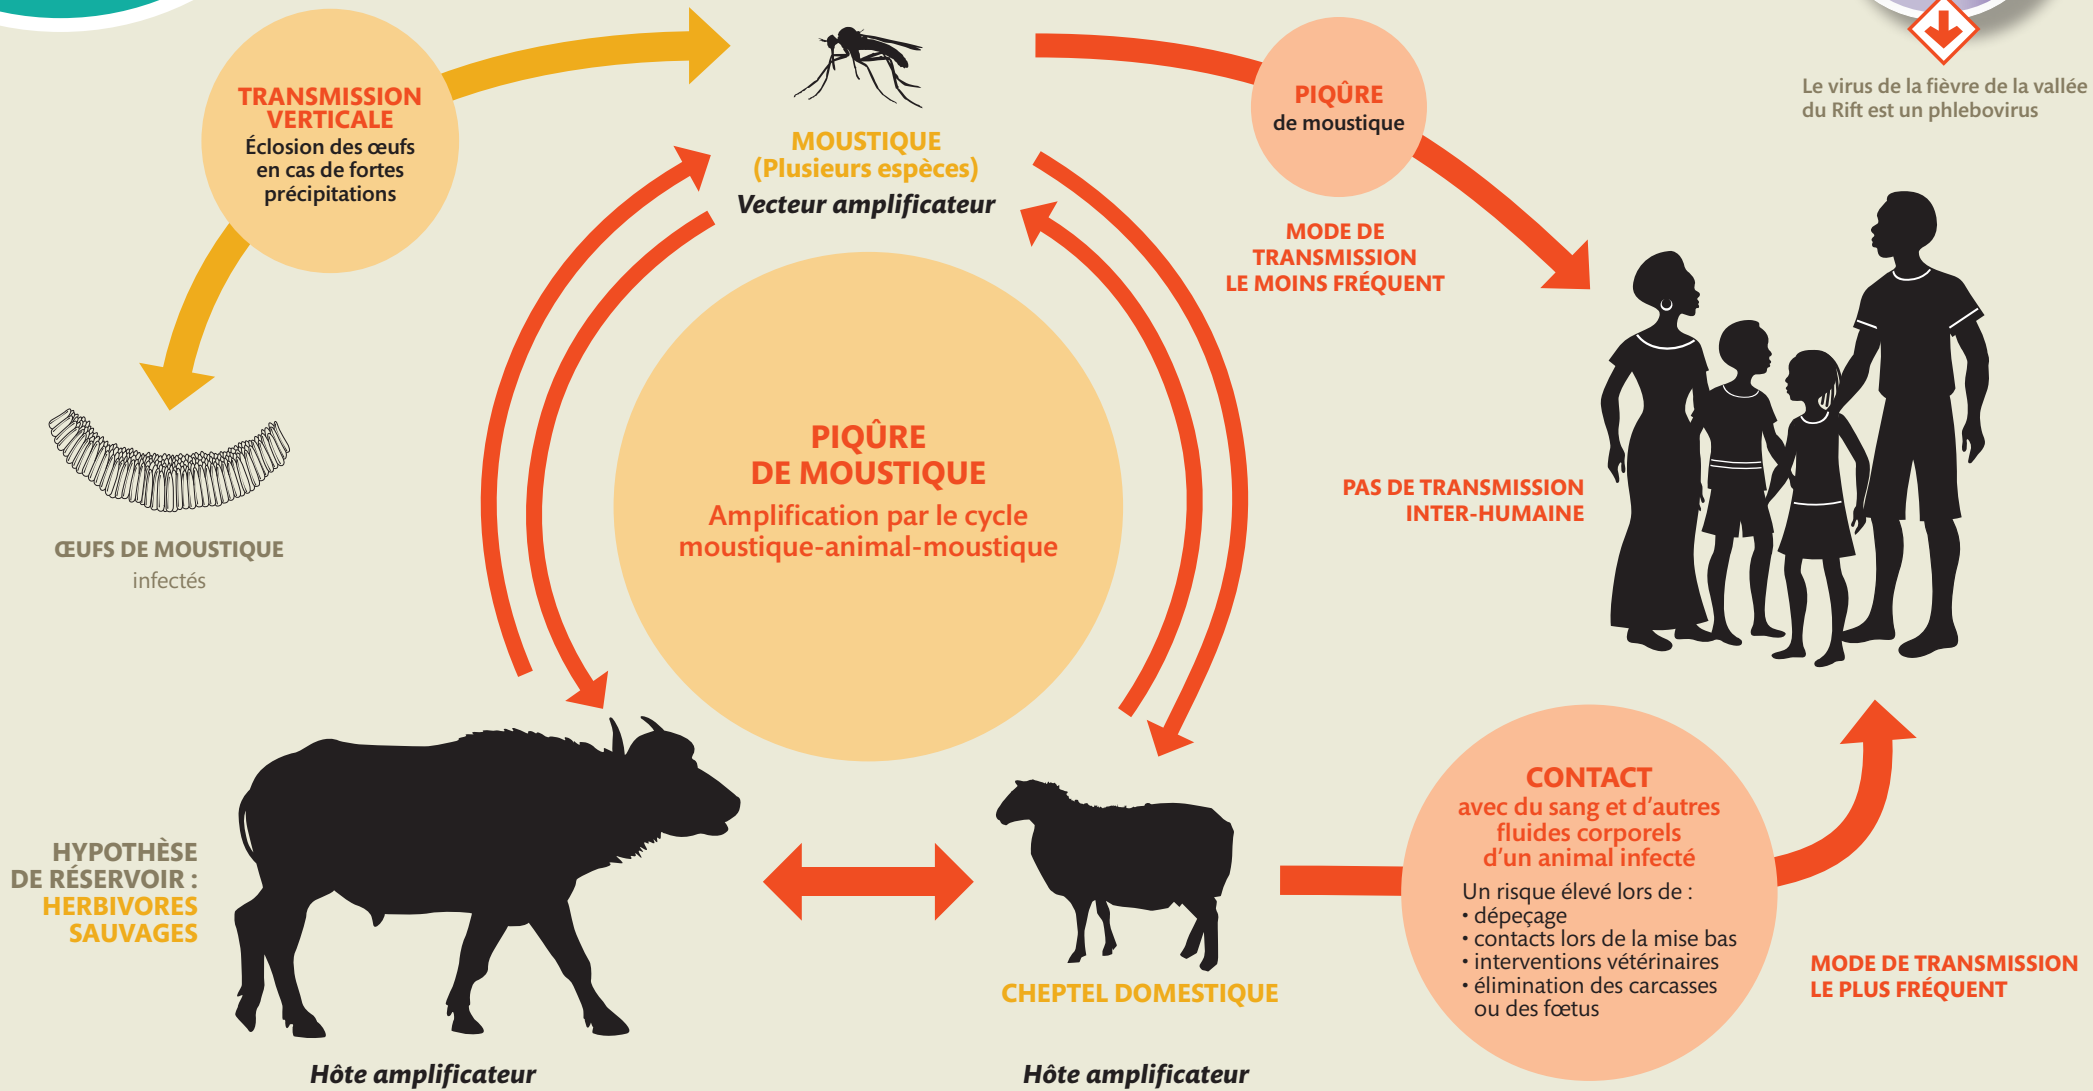 TRANSMISSION
VERTICALE
Éclosion des œufs
en cas de fortes
précipitations
MOUSTIQUE
(Plusieurs espèces)
Vecteur amplificateur
PIQÛRE
de moustique
Le virus de la fièvre de la vallée
du Rift est un phlebovirus
MODE DE
TRANSMISSION
LE MOINS FRÉQUENT
PIQÛRE
DE MOUSTIQUE
Amplification par le cycle
moustique-animal-moustique
ŒUFS DE MOUSTIQUE
infectés
PAS DE TRANSMISSION
INTER-HUMAINE
HYPOTHÈSE
DE RÉSERVOIR :
HERBIVORES
SAUVAGES
Hôte amplificateur
CHEPTEL DOMESTIQUE
Hôte amplificateur
CONTACT
avec du sang et d'autres
fluides corporels
d'un animal infecté
Un risque élevé lors de :
• dépeçage
• contacts lors de la mise bas
• interventions vétérinaires
• élimination des carcasses
ou des fœtus
MODE DE TRANSMISSION
LE PLUS FRÉQUENT